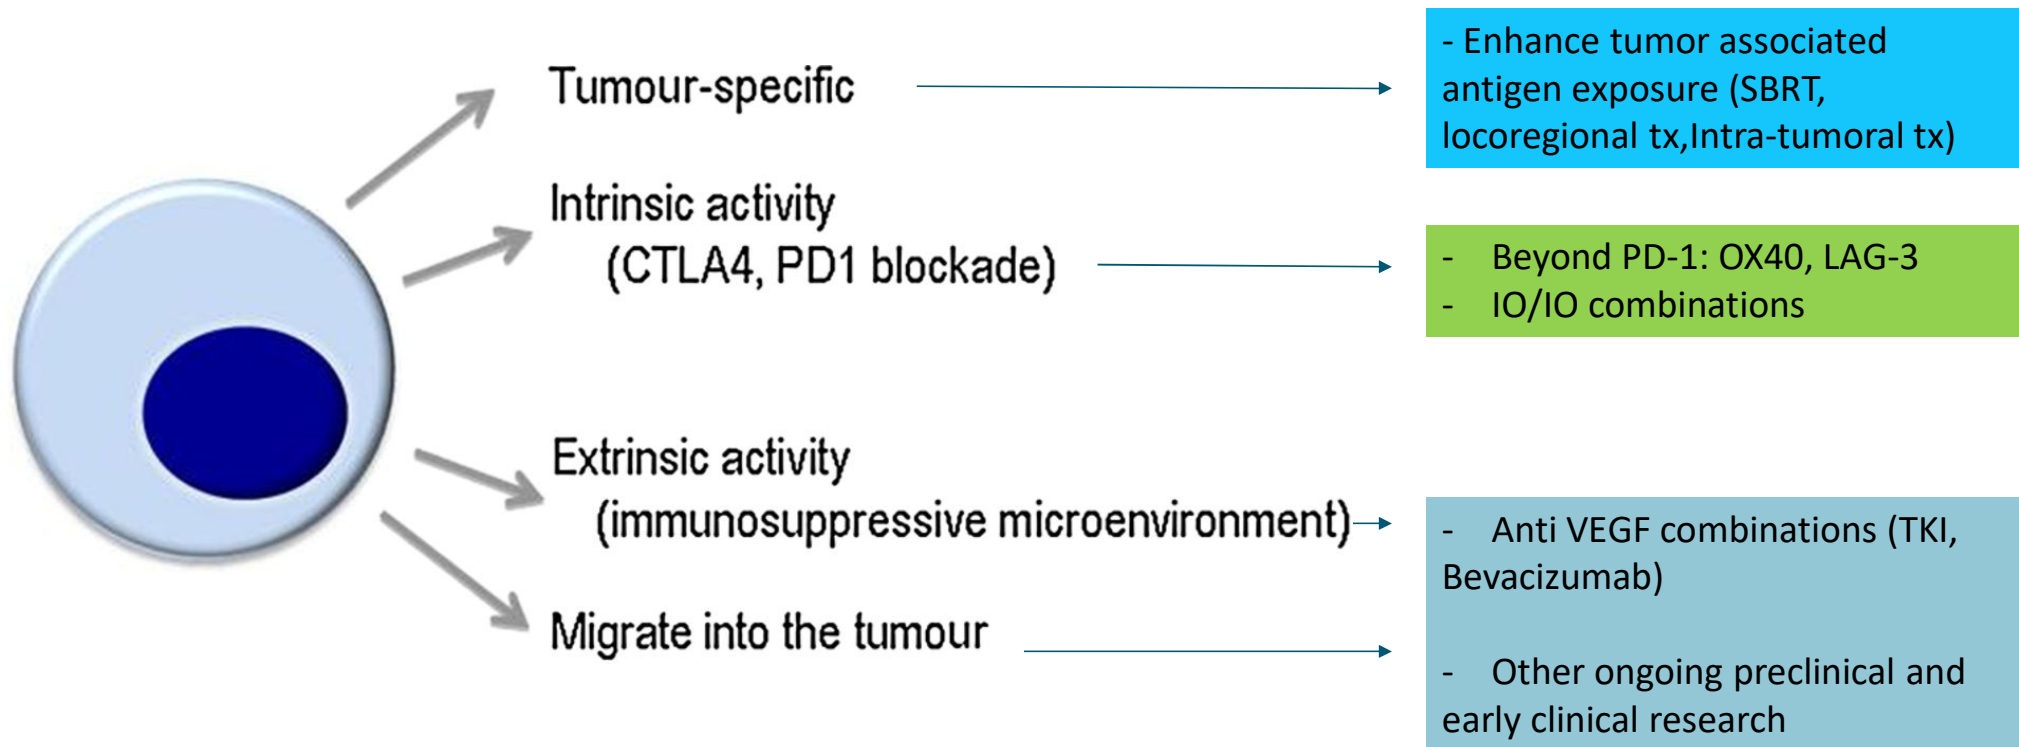 Tumour-specific
- Enhance tumor associated
antigen exposure (SBRT,
locoregional tx,Intra-tumoral tx)
Intrinsic activity
(CTLA4, PD1 blockade)
- Beyond PD-1: OX40, LAG-3
- IO/IO combinations
Extrinsic activity
(immunosuppressive microenvironment)
- Anti VEGF combinations (TKI,
Bevacizumab)
Migrate into the tumour
- Other ongoing preclinical and
early clinical research